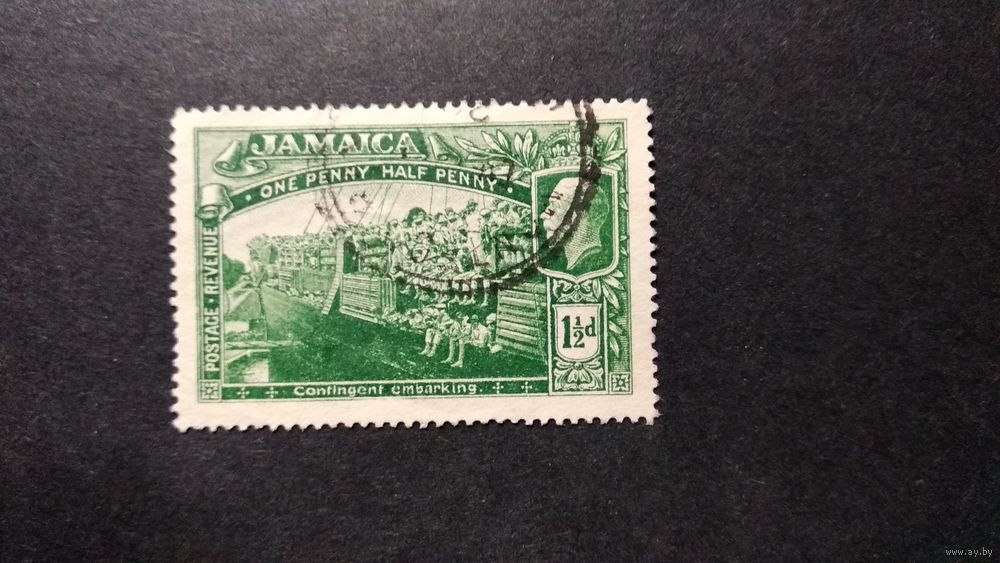 JAMAICA
· ONE PENNY HALF PENNY ·
POSTAGE · REVENUE
1½d
Contingent embarking.
www.ay.by